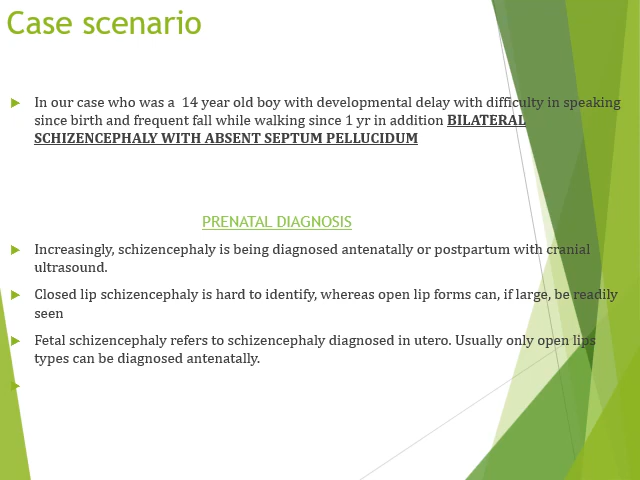 Case scenario
In our case who was a 14 year old boy with developmental delay with difficulty in speaking
since birth and frequent fall while walking since 1 yr in addition BILATERAL
SCHIZENCEPHALY WITH ABSENT SEPTUM PELLUCIDUM
PRENATAL DIAGNOSIS
Increasingly, schizencephaly is being diagnosed antenatally or postpartum with cranial
ultrasound.
Closed lip schizencephaly is hard to identify, whereas open lip forms can, if large, be readily
seen
Fetal schizencephaly refers to schizencephaly diagnosed in utero. Usually only open lips
types can be diagnosed antenatally.